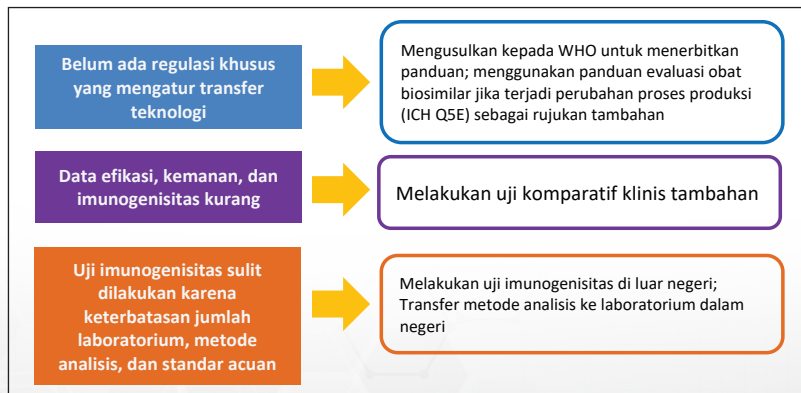 Belum ada regulasi khusus
yang mengatur transfer
teknologi
Mengusulkan kepada WHO untuk menerbitkan
panduan; menggunakan panduan evaluasi obat
biosimilar jika terjadi perubahan proses produksi
(ICH Q5E) sebagai rujukan tambahan
Data efikasi, kemanan, dan
imunogenisitas kurang
Melakukan uji komparatif klinis tambahan
Uji imunogenisitas sulit
dilakukan karena
keterbatasan jumlah
laboratorium, metode
analisis, dan standar acuan
Melakukan uji imunogenisitas di luar negeri;
Transfer metode analisis ke laboratorium dalam
negeri